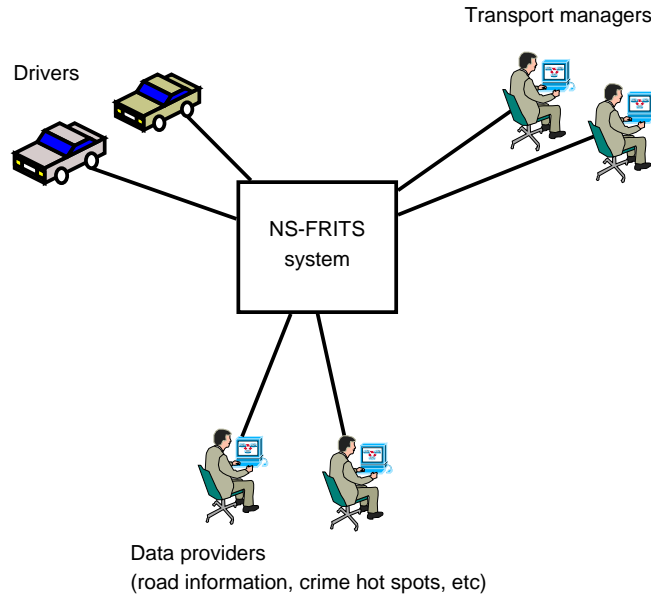 Transport managers
Drivers
NS-FRITS
system
Data providers
(road information, crime hot spots, etc)